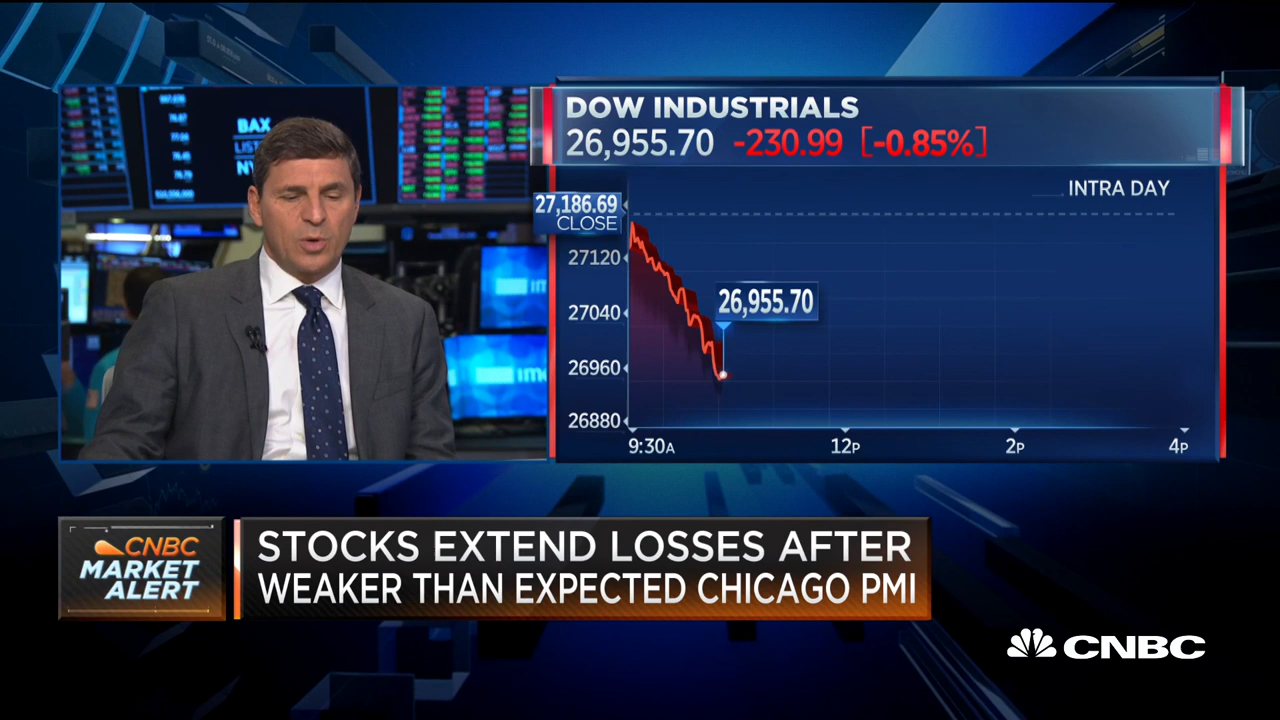 BAX
DOW INDUSTRIALS
26,955.70 -230.99 [-0.85%]
INTRA DAY
27,186.69
CLOSE
27120
27040
26960
26880
26,955.70
9:30A 12P 2P 4P
CNBC
MARKET
ALERT
STOCKS EXTEND LOSSES AFTER
WEAKER THAN EXPECTED CHICAGO PMI
CNBC